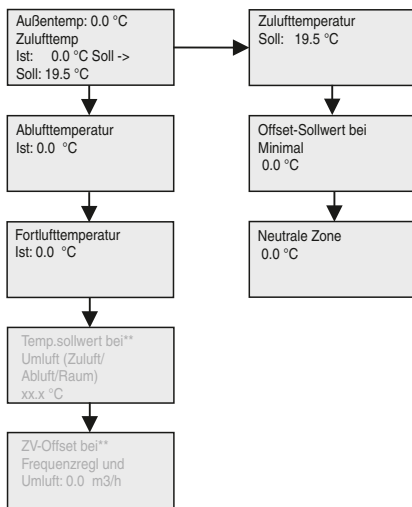 Außentemp: 0.0 °C
Zulufttemp
Ist: 0.0 °C Soll ->
Soll: 19.5 °C
Zulufttemperatur
Soll: 19.5 °C
Ablufttemperatur
Ist: 0.0 °C
Offset-Sollwert bei
Minimal
0.0 °C
Fortlufttemperatur
Ist: 0.0 °C
Neutrale Zone
0.0 °C
Temp.sollwert bei**
Umluft (Zuluft/
Abluft/Raum)
xx.x °C
ZV-Offset bei**
Frequenzregl und
Umluft: 0.0 m3/h